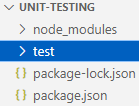 UNIT-TESTING
node_modules
test
package-lock.json
package.json